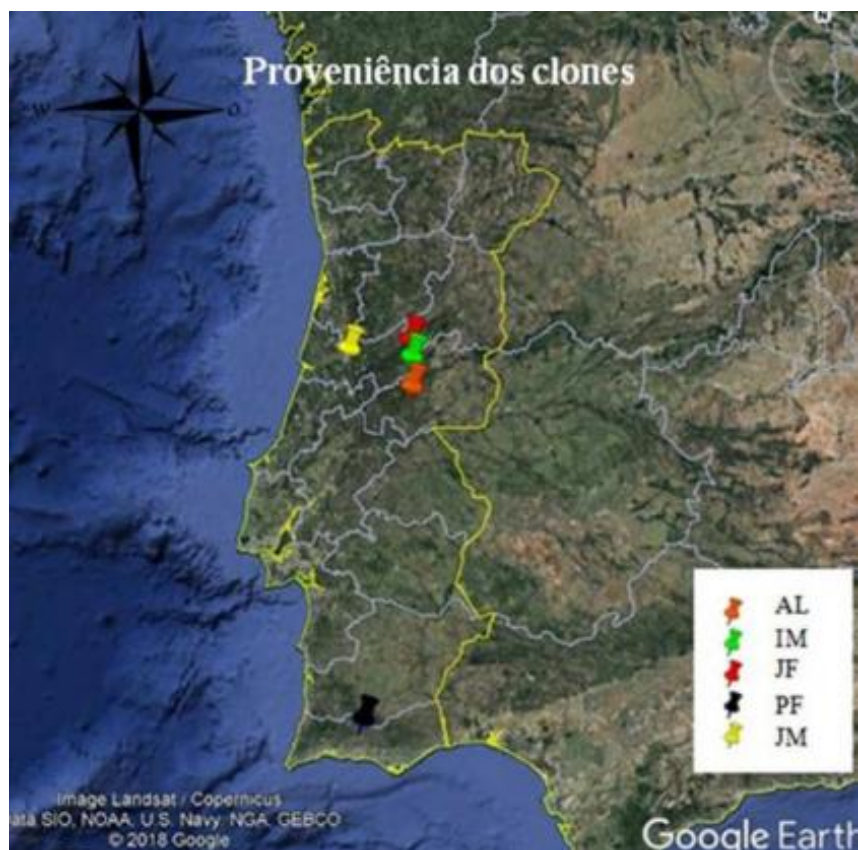 N
Proveniência dos clones
W
O
AL
IM
JF
PF
JM
Image Landsat / Copernicus
ata SIO, NOAA, U.S. Navy, NGA, GEBCO
© 2018 Google
Google Earth